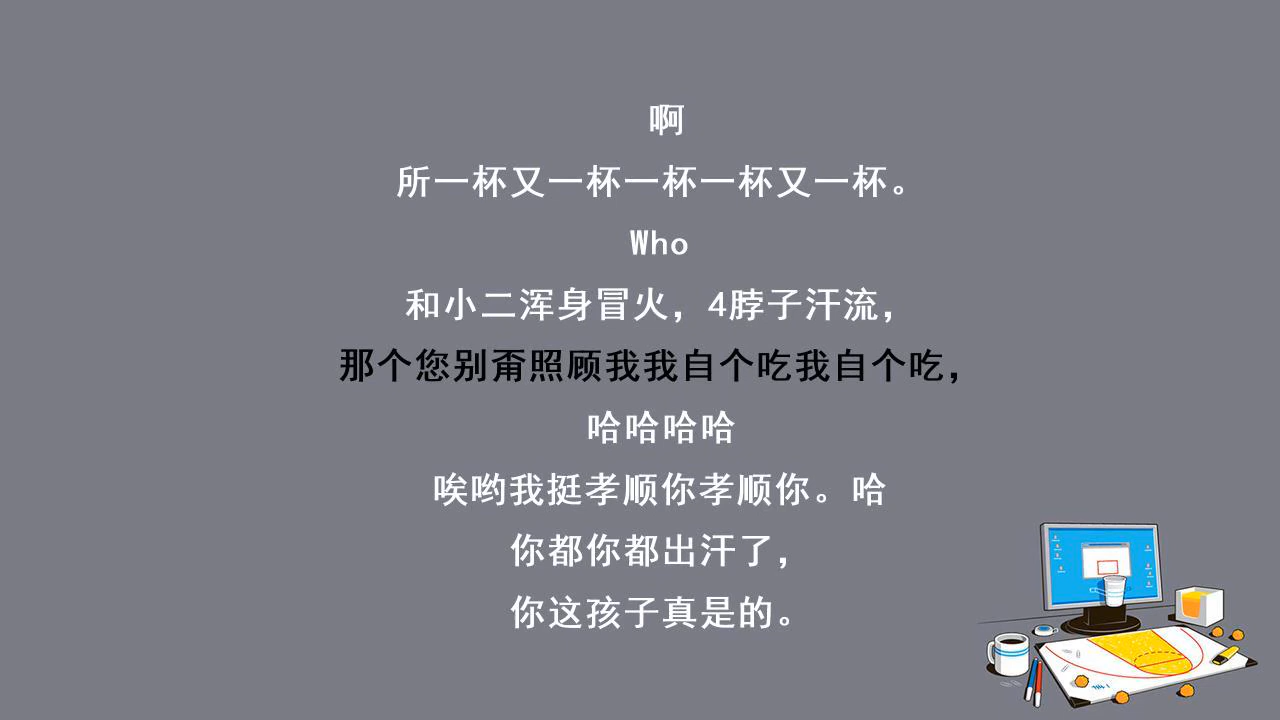 啊
所一杯又一杯一杯一杯又一杯。
Who
和小二浑身冒火，4脖子汗流，
那个您别甭照顾我我自个吃我自个吃，
哈哈哈哈
唉哟我挺孝顺你孝顺你。哈
你都你都出汗了，
你这孩子真是的。